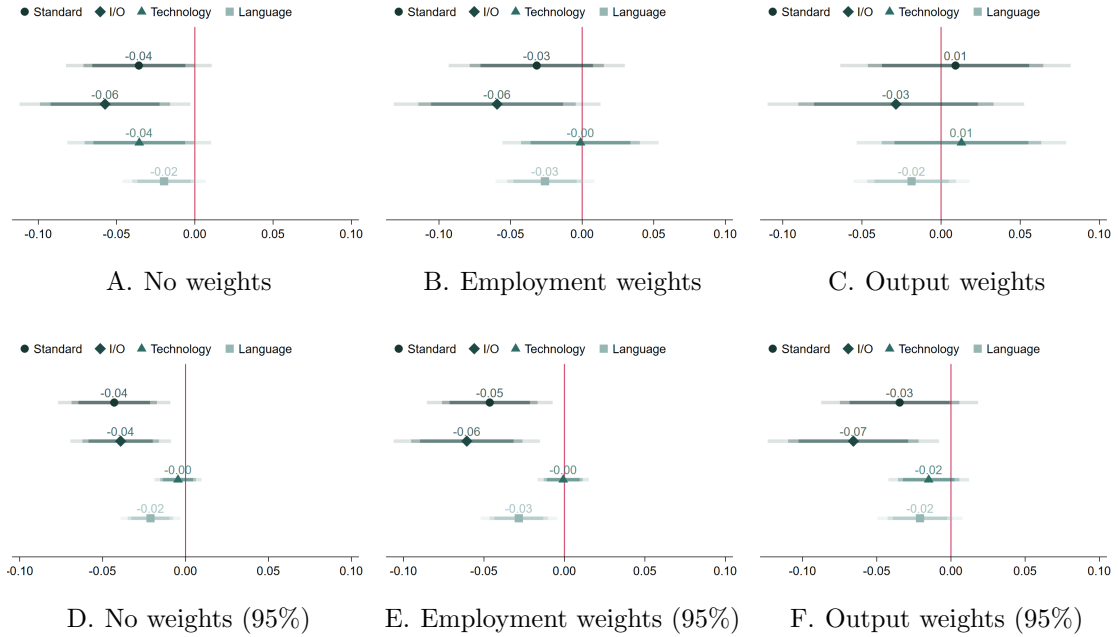 Standard I/O Technology Language
-0.04
-0.06
-0.04
-0.02
-0.10 -0.05 0.00 0.05 0.10
A. No weights
Standard I/O Technology Language
-0.03
-0.06
-0.00
-0.03
-0.10 -0.05 0.00 0.05 0.10
B. Employment weights
Standard I/O Technology Language
0.01
-0.03
0.01
-0.02
-0.10 -0.05 0.00 0.05 0.10
C. Output weights
Standard I/O Technology Language
-0.04
-0.04
-0.00
-0.02
-0.10 -0.05 0.00 0.05 0.10
D. No weights (95%)
Standard I/O Technology Language
-0.05
-0.06
-0.00
-0.03
-0.10 -0.05 0.00 0.05 0.10
E. Employment weights (95%)
Standard I/O Technology Language
-0.03
-0.07
-0.02
-0.02
-0.10 -0.05 0.00 0.05 0.10
F. Output weights (95%)